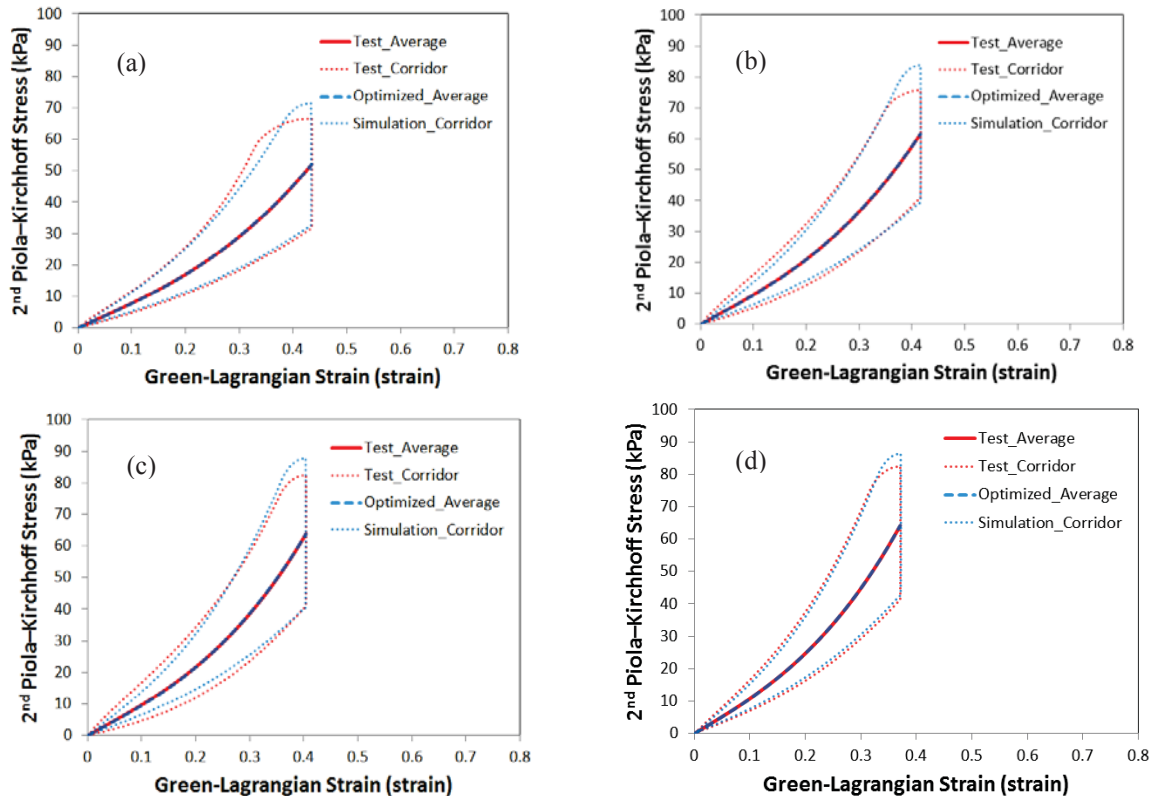 (a)
2nd Piola–Kirchhoff Stress (kPa)
100
90
80
70
60
50
40
30
20
10
0
Test_Average
Test_Corridor
Optimized_Average
Simulation_Corridor
0 0.1 0.2 0.3 0.4 0.5 0.6 0.7 0.8
Green-Lagrangian Strain (strain)
(b)
2nd Piola–Kirchhoff Stress (kPa)
100
90
80
70
60
50
40
30
20
10
0
Test_Average
Test_Corridor
Optimized_Average
Simulation_Corridor
0 0.1 0.2 0.3 0.4 0.5 0.6 0.7 0.8
Green-Lagrangian Strain (strain)
(c)
2nd Piola–Kirchhoff Stress (kPa)
100
90
80
70
60
50
40
30
20
10
0
Test_Average
Test_Corridor
Optimized_Average
Simulation_Corridor
0 0.1 0.2 0.3 0.4 0.5 0.6 0.7 0.8
Green-Lagrangian Strain (strain)
(d)
2nd Piola–Kirchhoff Stress (kPa)
100
90
80
70
60
50
40
30
20
10
0
Test_Average
Test_Corridor
Optimized_Average
Simulation_Corridor
0 0.1 0.2 0.3 0.4 0.5 0.6 0.7 0.8
Green-Lagrangian Strain (strain)